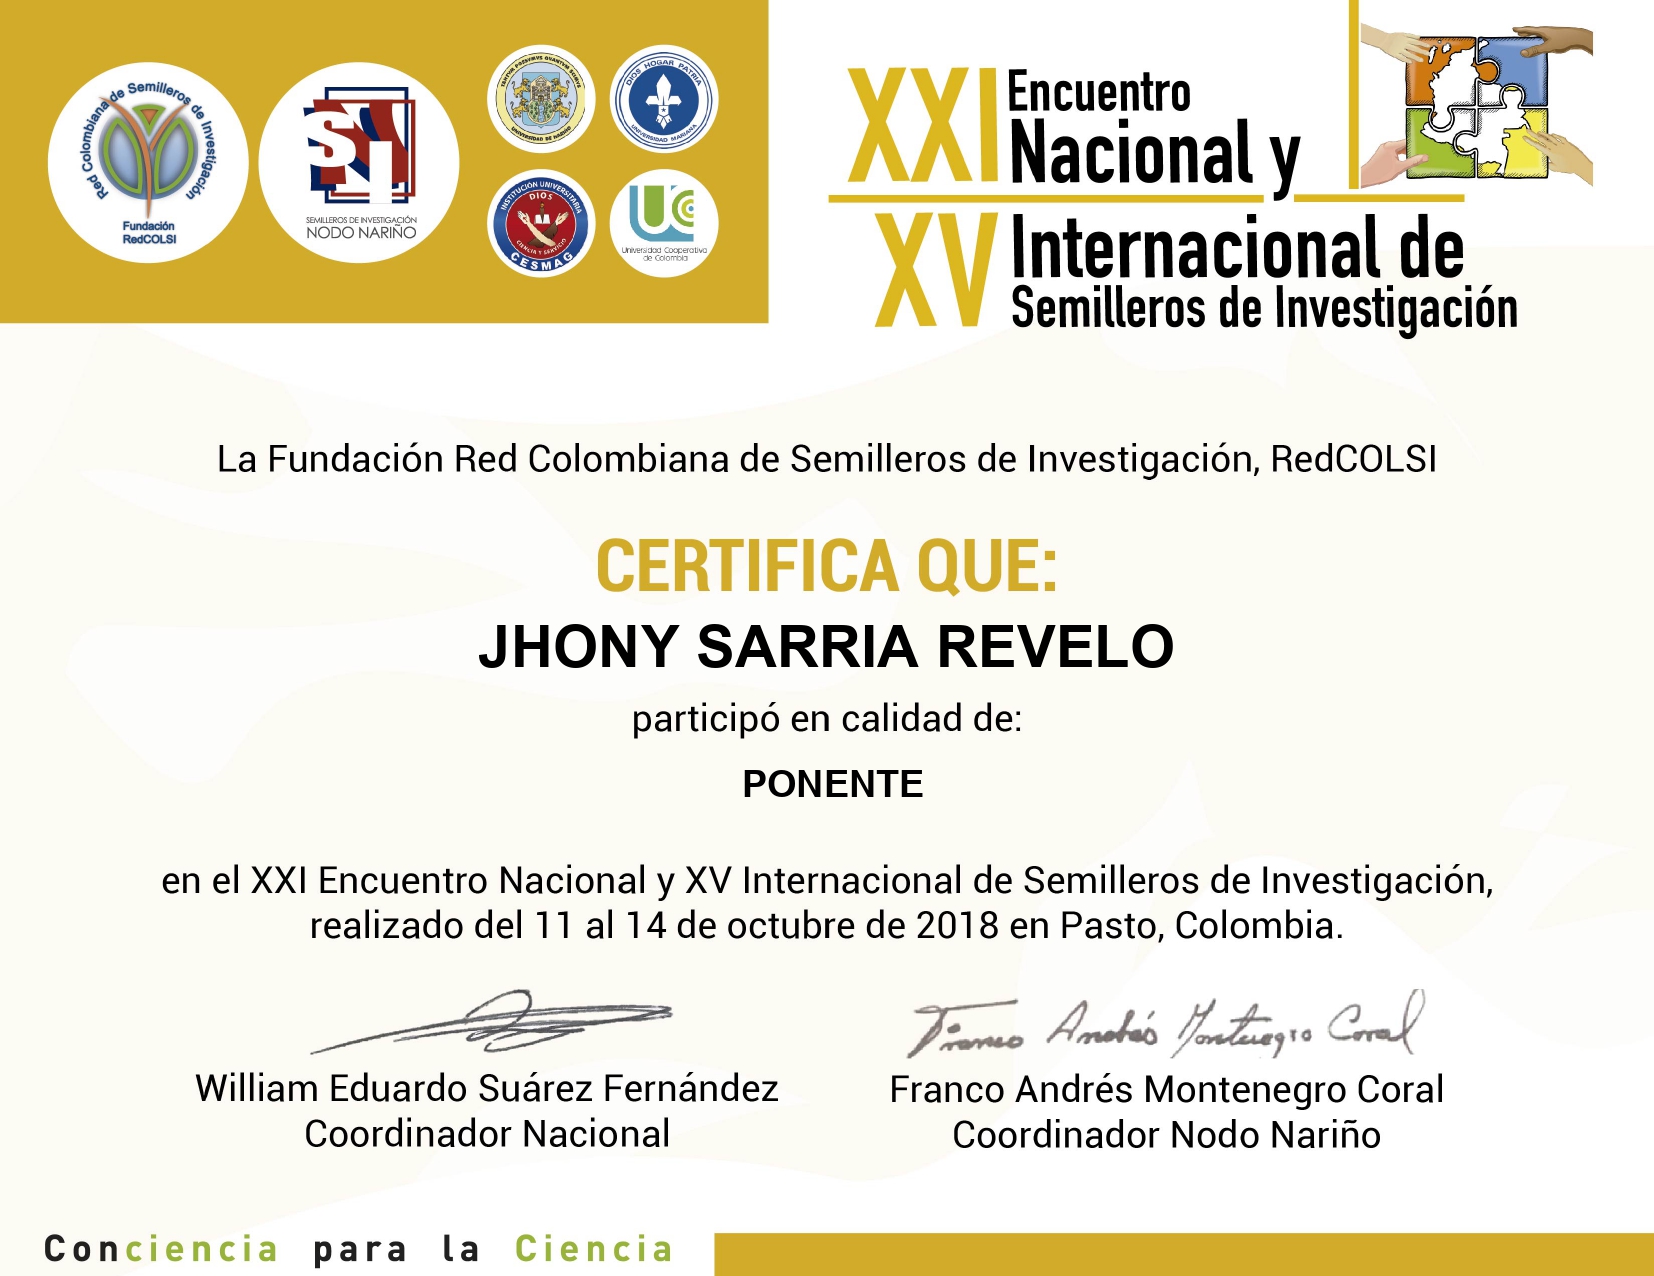 Red Colombiana de Semilleros de Investigación
Fundación
RedCOLSI
SI
SEMILLEROS DE INVESTIGACIÓN
NODO NARIÑO
TANTVM POSSVMVS QVANTVM SCIMVS
UNIVERSIDAD DE NARIÑO
DIOS HOGAR PATRIA
UNIVERSIDAD MARIANA
INSTITUCIÓN UNIVERSITARIA
DIOS
CIENCIA Y SERVICIO
CESMAG
UCC
Universidad Cooperativa
de Colombia
XXI Encuentro
Nacional y
XV Internacional de
Semilleros de Investigación
La Fundación Red Colombiana de Semilleros de Investigación, RedCOLSI
CERTIFICA QUE:
JHONY SARRIA REVELO
participó en calidad de:
PONENTE
en el XXI Encuentro Nacional y XV Internacional de Semilleros de Investigación,
realizado del 11 al 14 de octubre de 2018 en Pasto, Colombia.
Franco Andrés Montenegro Coral
William Eduardo Suárez Fernández
Coordinador Nacional
Franco Andrés Montenegro Coral
Coordinador Nodo Nariño
Conciencia para la Ciencia